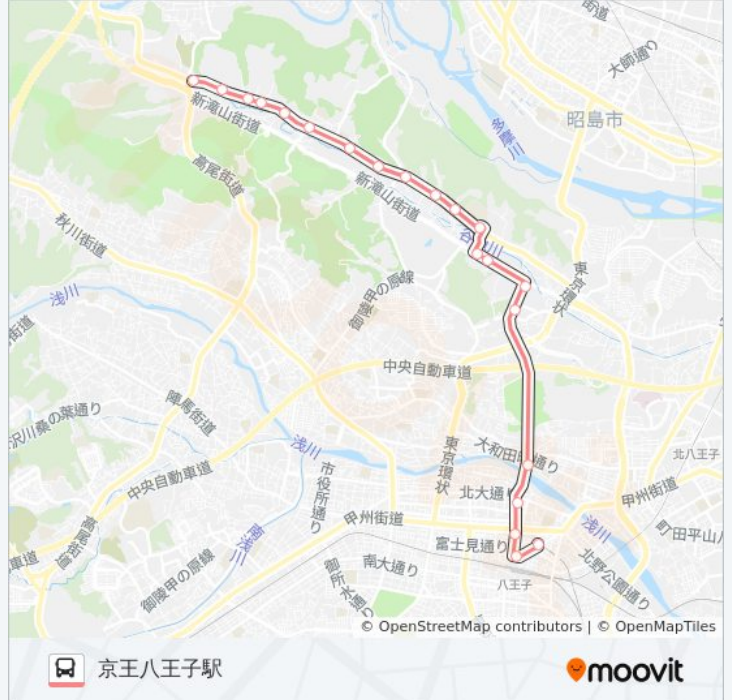 街道
大師通り
昭島市
多摩川
新滝山街道
高尾街道
新滝山街道
秋川街道
浅川
東京環状
御陵甲の原線
街道
中央自動車道
陣馬街道
沢川桑の葉通り
浅川
大和田
通り
東京環状
市役所通り
北八王子
中央自動車道
北大通り
甲州街道
甲州街道
高尾街道
南浅川
浅川
町田平山
富士見通り
車道
御陵甲の原線
御所水通り
南大通り
八王子
北野公園通り
© OpenStreetMap contributors | © OpenMapTiles
京王八王子駅
moovit